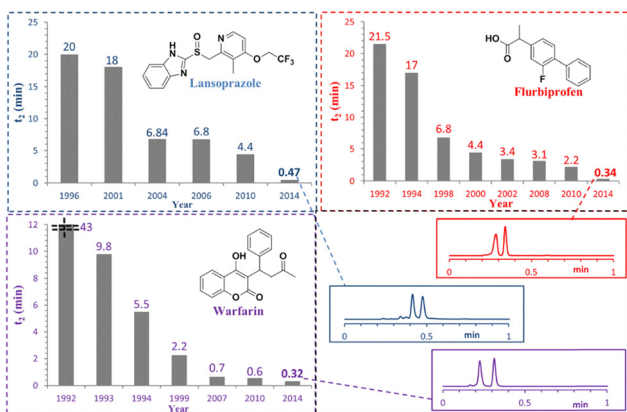 25
20
15
10
5
0
t₂ (min)
20
18
6.84
6.8
4.4
0.47
1996
2001
2004
2006
2010
2014
Year
H
N
N
O
S
N
O
CF₃
Lansoprazole
25
20
15
10
5
0
t₂ (min)
21.5
17
6.8
4.4
3.4
3.1
2.2
0.34
1992
1994
1998
2000
2002
2008
2010
2014
Year
HO
O
F
Flurbiprofen
12
10
8
6
4
2
0
t₂ (min)
43
9.8
5.5
2.2
0.7
0.6
0.32
1992
1993
1994
1999
2007
2010
2014
Year
OH
O
O
O
Warfarin
0
0.5
min
1
0
0.5
min
1
0
0.5
min
1